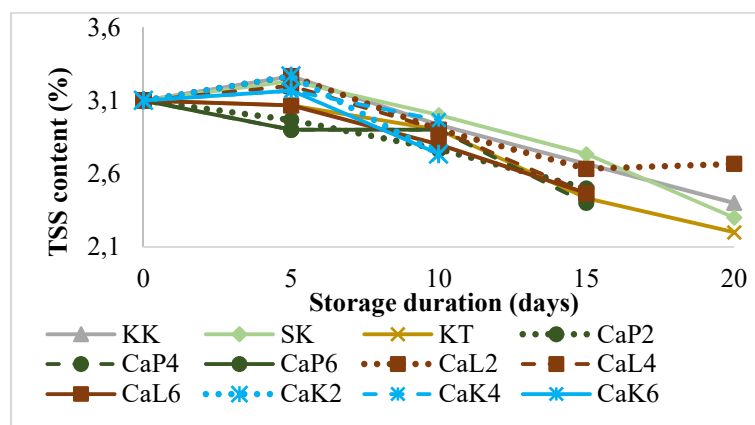 3,6
3,1
2,6
2,1
TSS content (%)
0 5 10 15 20
Storage duration (days)
KK SK KT CaP2
CaP4 CaP6 CaL2 CaL4
CaL6 CaK2 CaK4 CaK6